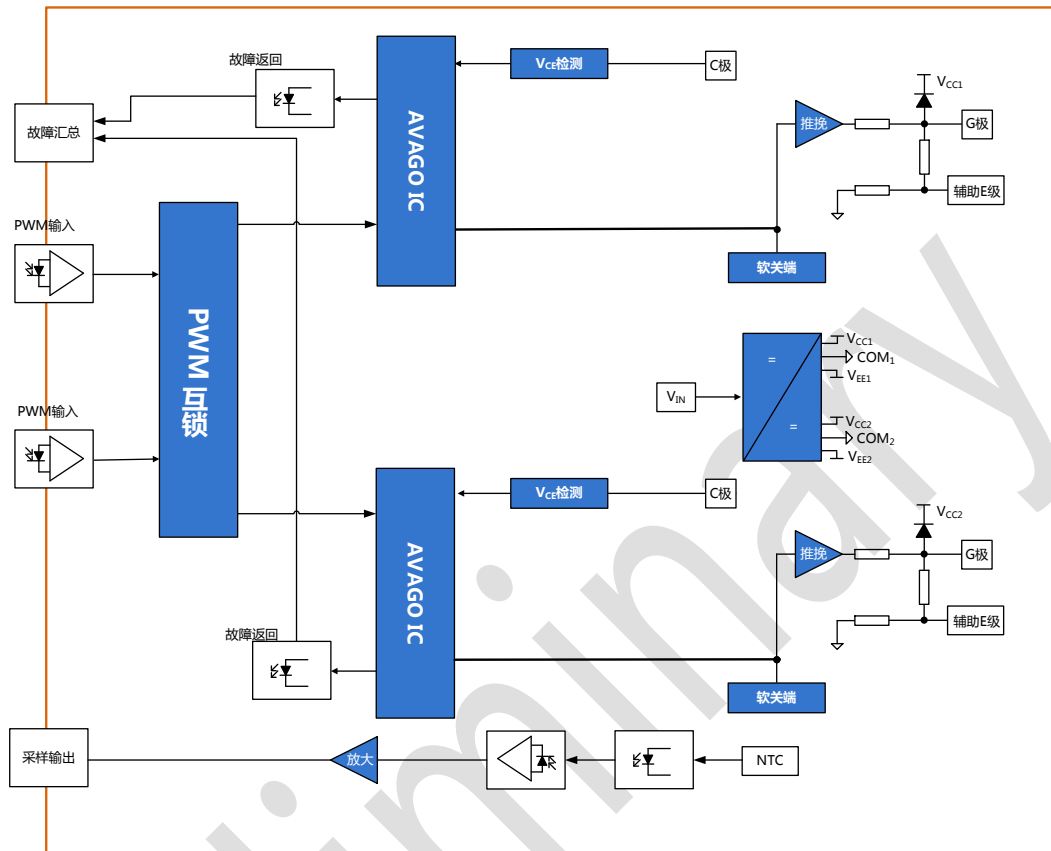 故障返回
故障汇总
AVAGO IC
VCE检测
C极
VCC1
推挽
G极
辅助E级
软关端
PWM输入
PWM 互锁
VIN
=
=
VCC1
COM1
VEE1
VCC2
COM2
VEE2
PWM输入
AVAGO IC
VCE检测
C极
VCC2
推挽
G极
辅助E级
软关端
故障返回
采样输出
放大
NTC